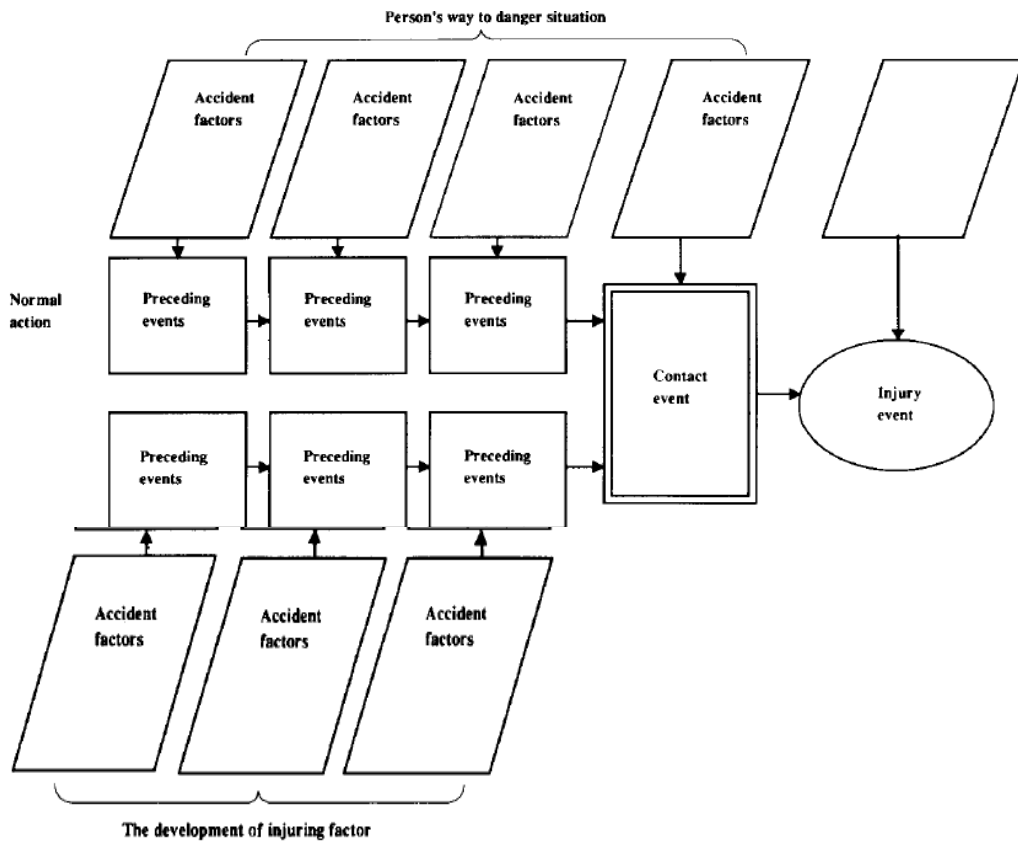 Person's way to danger situation
Accident
factors
Accident
factors
Accident
factors
Accident
factors
Normal
action
Preceding
events
Preceding
events
Preceding
events
Contact
event
Injury
event
Preceding
events
Preceding
events
Preceding
events
Accident
factors
Accident
factors
Accident
factors
The development of injuring factor